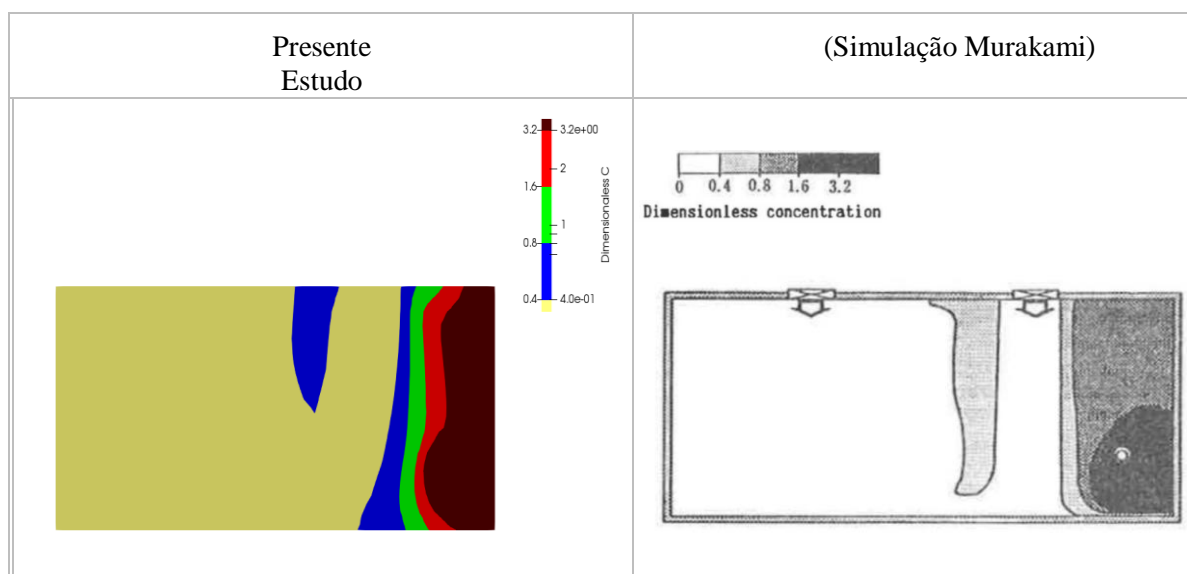 Presente
Estudo
(Simulação Murakami)
3.2 3.2e+00
2
1.6
1
0.8
0.4 4.0e-01
Dimensionaless C
0 0.4 0.8 1.6 3.2
Dimensionless concentration